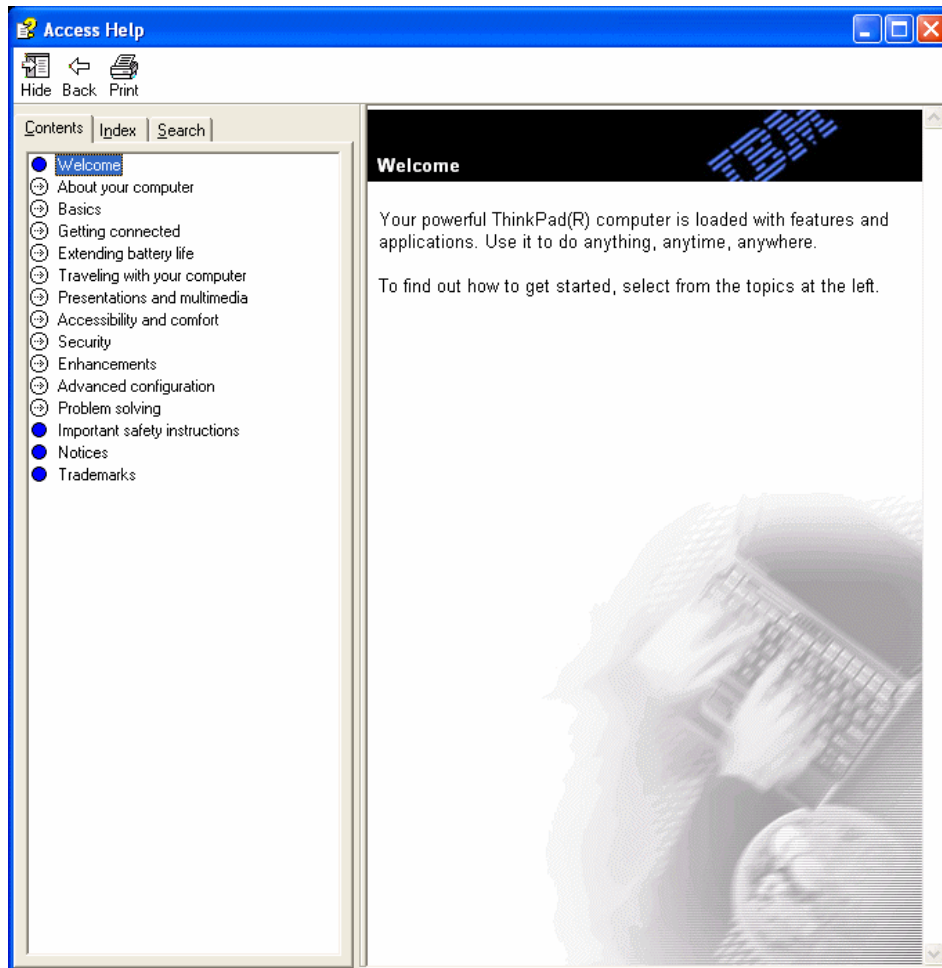 Access Help
Hide Back Print
Contents Index Search
Welcome
About your computer
Basics
Getting connected
Extending battery life
Traveling with your computer
Presentations and multimedia
Accessibility and comfort
Security
Enhancements
Advanced configuration
Problem solving
Important safety instructions
Notices
Trademarks
IBM
Welcome
Your powerful ThinkPad(R) computer is loaded with features and
applications. Use it to do anything, anytime, anywhere.
To find out how to get started, select from the topics at the left.